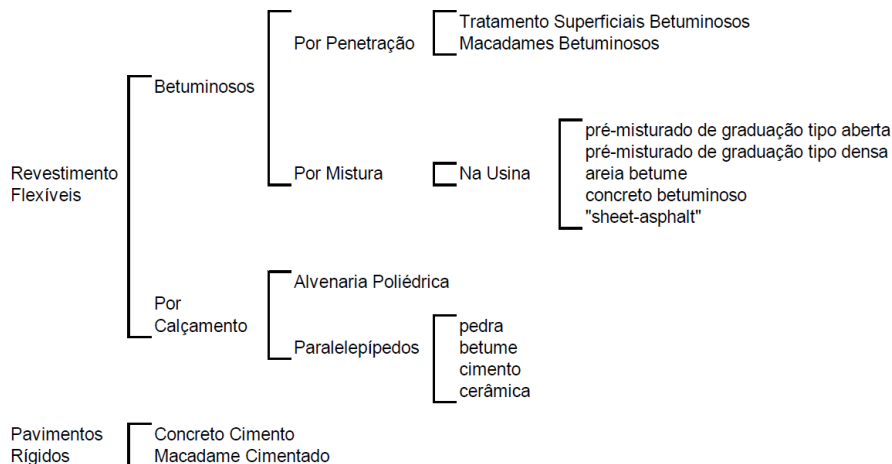 Tratamento Superficiais Betuminosos
Por Penetração
Macadames Betuminosos
Betuminosos
pré-misturado de graduação tipo aberta
pré-misturado de graduação tipo densa
Revestimento
Flexíveis
Por Mistura
Na Usina
areia betume
concreto betuminoso
"sheet-asphalt"
Alvenaria Poliédrica
Por
Calçamento
pedra
Paralelepípedos
betume
cimento
cerâmica
Pavimentos
Rígidos
Concreto Cimento
Macadame Cimentado